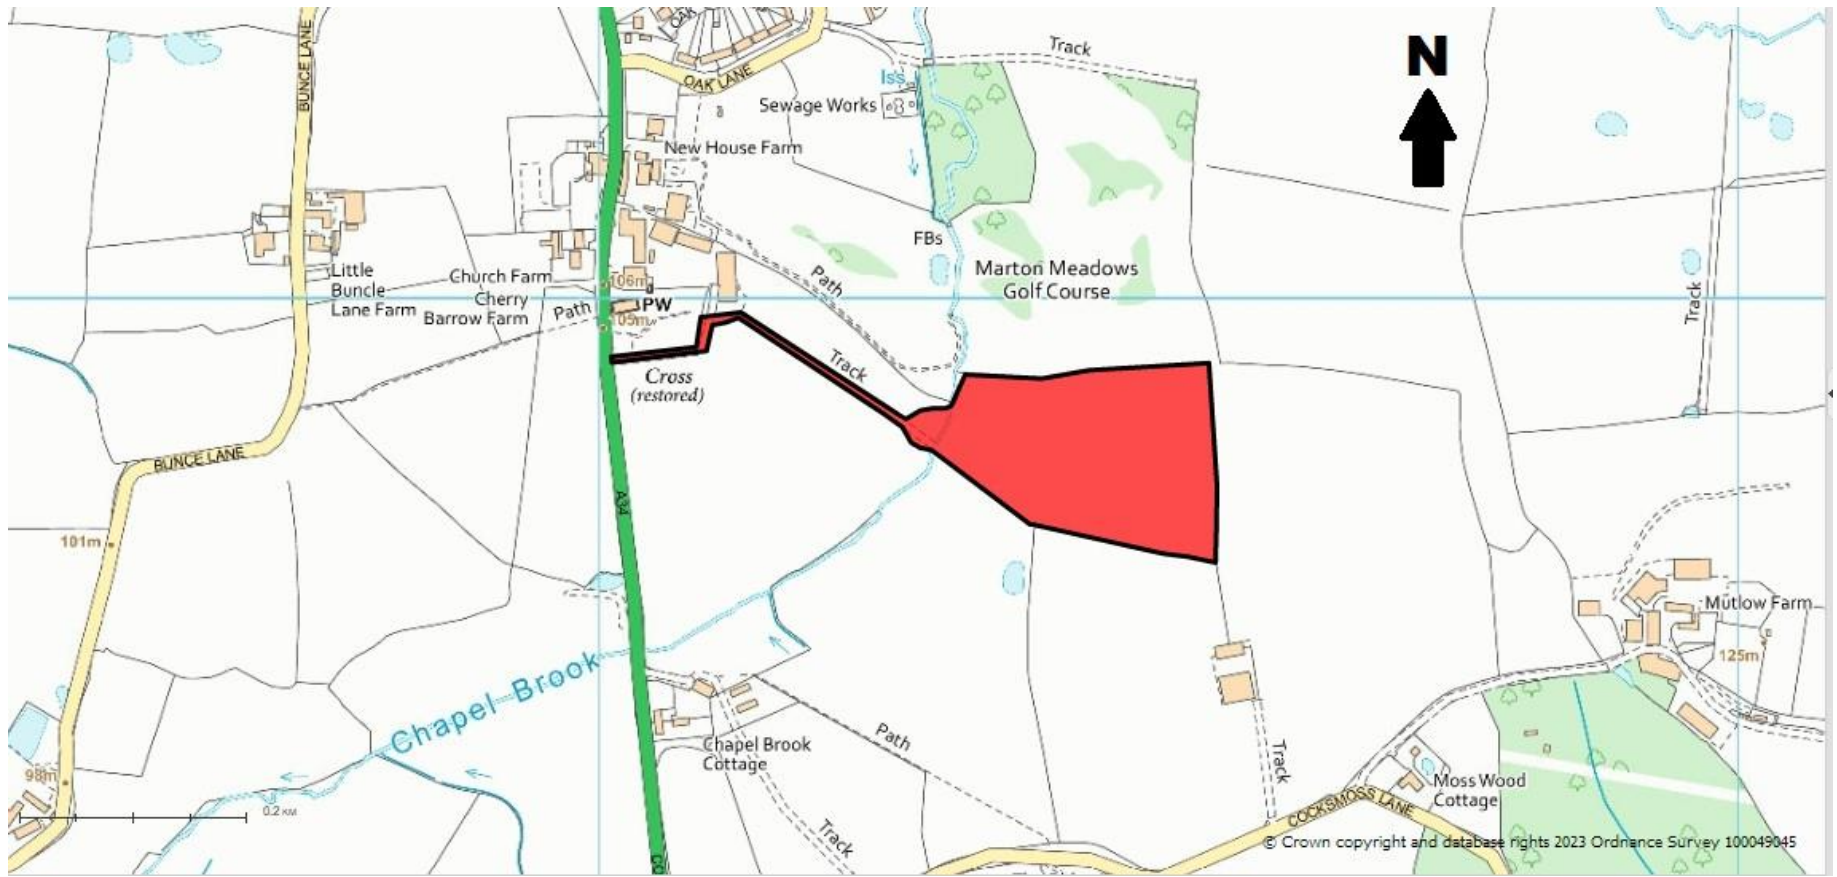 BUNCE LANE
OAK
OAK LANE
Track
N
Iss
Sewage Works
New House Farm
FBs
Marton Meadows
Golf Course
Path
Little
Buncle
Lane Farm
Church Farm
Cherry
Barrow Farm
Path
106m
PW
105m
Track
Track
Cross
(restored)
BUNCE LANE
A34
101m
Mutlow Farm
125m
Chapel Brook
Chapel Brook
Cottage
Path
Track
Track
98m
0.2 KM
Moss Wood
Cottage
COCKSMOSS LANE
© Crown copyright and database rights 2023 Ordnance Survey 100049045